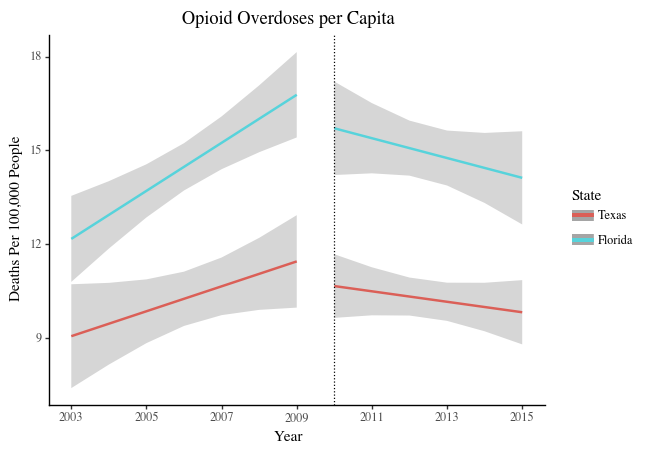 Opioid Overdoses per Capita
Deaths Per 100,000 People
18
15
12
9
2003
2005
2007
2009
2011
2013
2015
Year
State
Texas
Florida